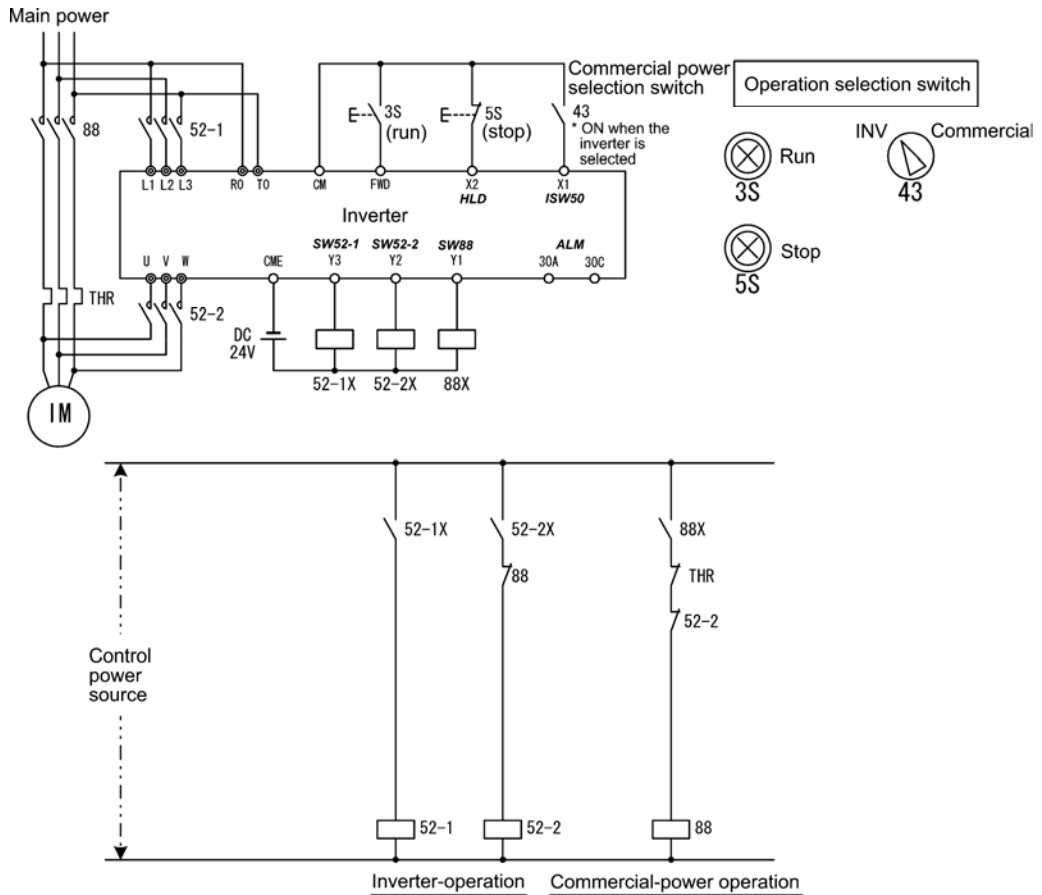 Main power
88
52-1
3S
(run)
5S
(stop)
Commercial power
selection switch
43
* ON when the
inverter is
selected
Operation selection switch
Run
3S
INV
Commercial
43
Stop
5S
L1 L2 L3 R0 T0 CM FWD X2 X1
HLD ISW50
Inverter
SW52-1 SW52-2 SW88 ALM
U V W CME Y3 Y2 Y1 30A 30C
THR
52-2
DC
24V
52-1X 52-2X 88X
IM
52-1X
52-2X
88X
88
THR
52-2
Control
power
source
52-1
52-2
88
Inverter-operation
Commercial-power operation